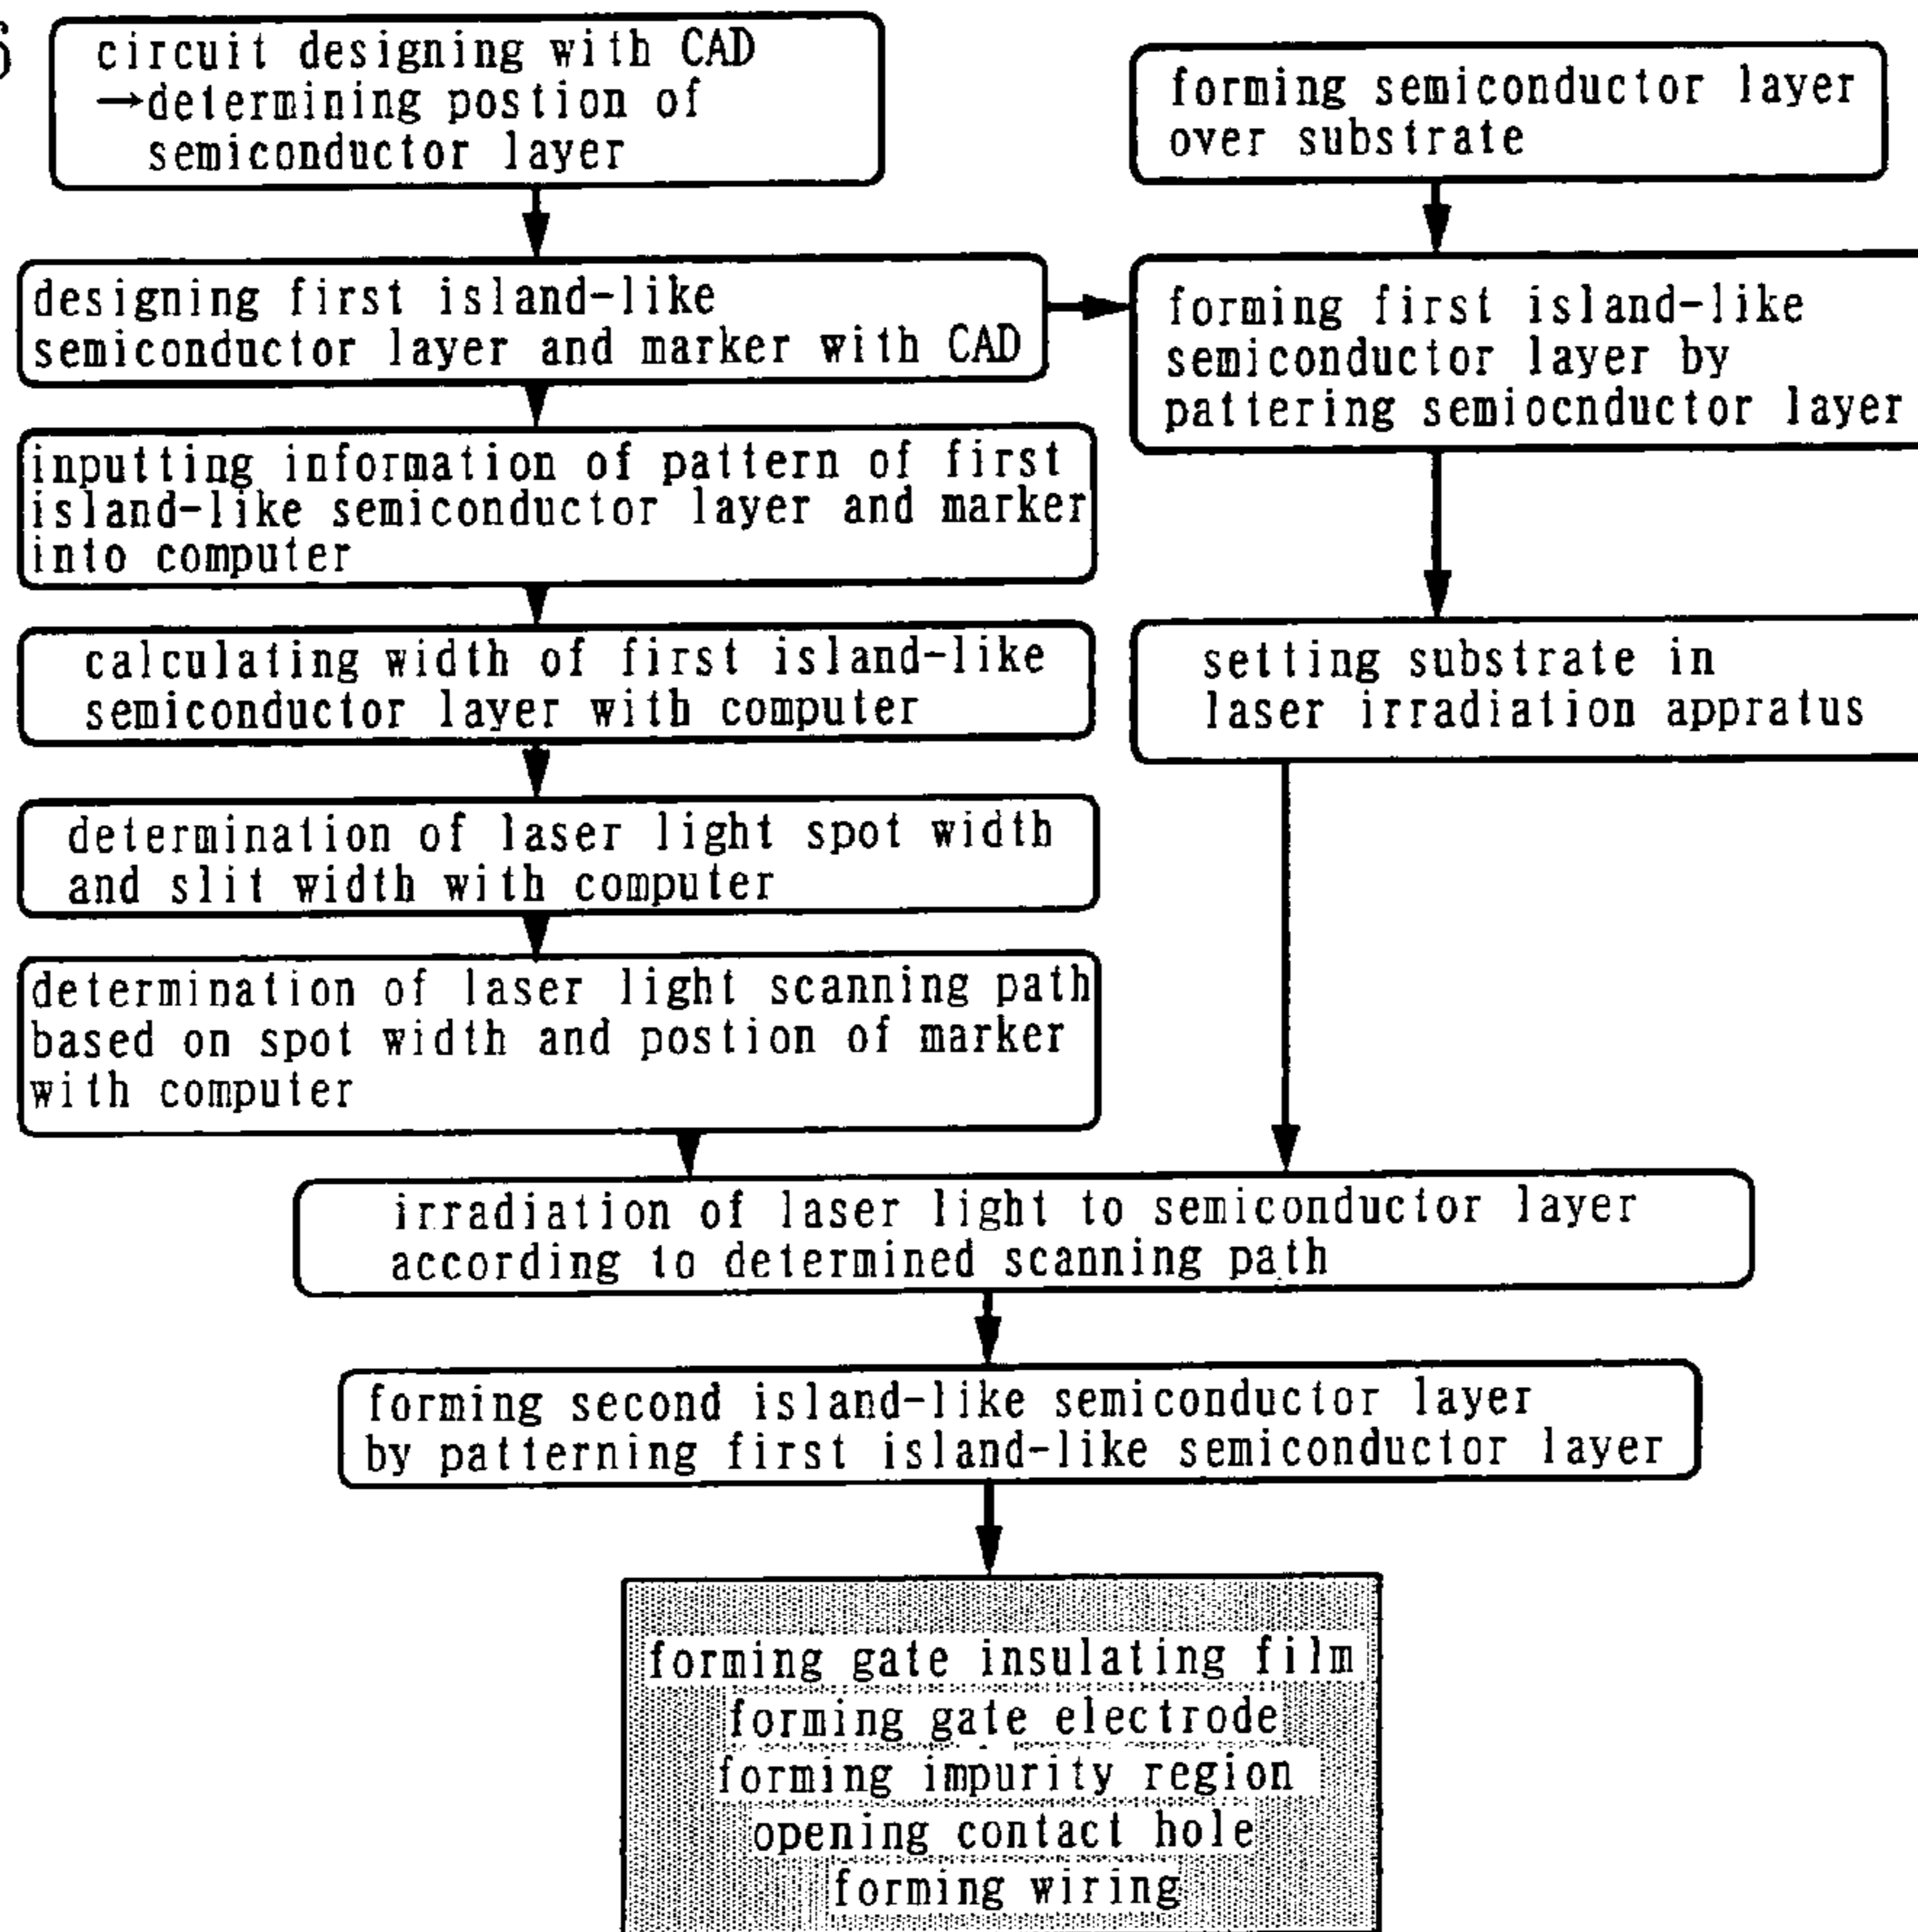 6
circuit designing with CAD
→determining postion of
semiconductor layer
forming semiconductor layer
over substrate
designing first island-like
semiconductor layer and marker with CAD
forming first island-like
semiconductor layer by
pattering semiocnductor layer
inputting information of pattern of first
island-like semiconductor layer and marker
into computer
calculating width of first island-like
semiconductor layer with computer
setting substrate in
laser irradiation appratus
determination of laser light spot width
and slit width with computer
determination of laser light scanning path
based on spot width and postion of marker
with computer
irradiation of laser light to semiconductor layer
according to determined scanning path
forming second island-like semiconductor layer
by patterning first island-like semiconductor layer
forming gate insulating film
forming gate electrode
forming impurity region
opening contact hole
forming wiring